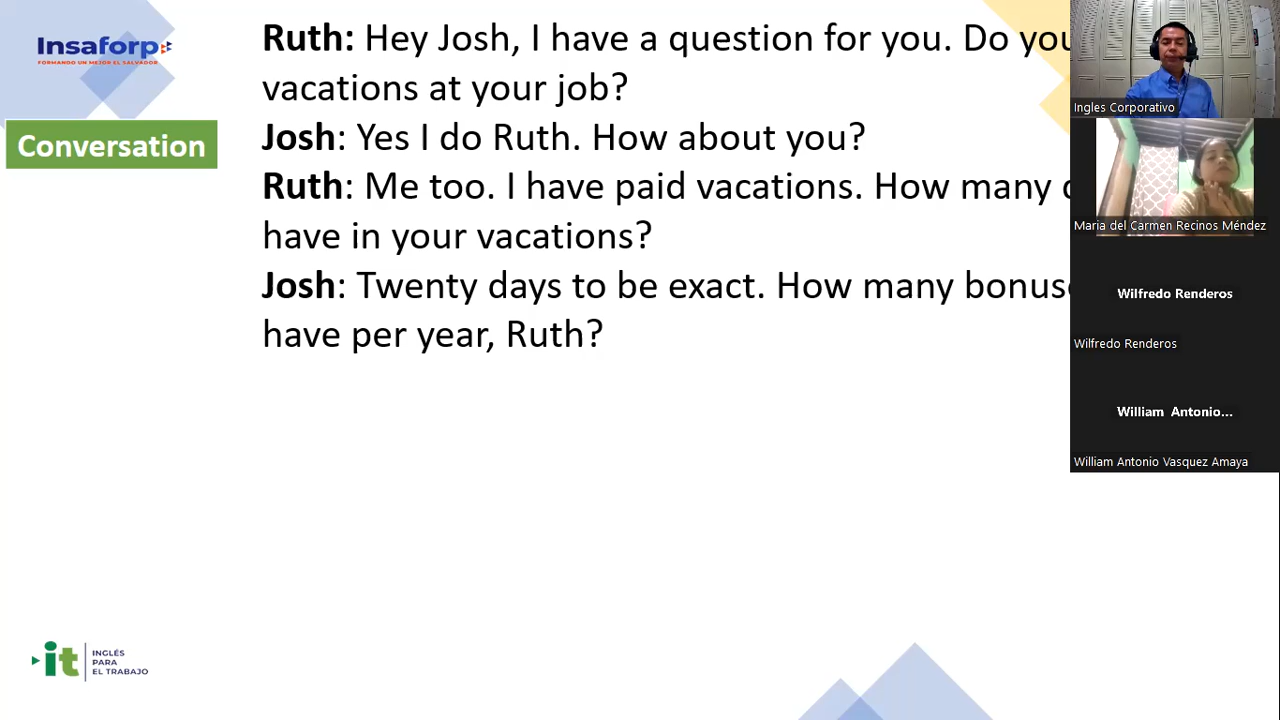 Insaforp
FORMANDO UN MEJOR EL SALVADOR
Conversation
Ruth: Hey Josh, I have a question for you. Do you
vacations at your job?
Josh: Yes I do Ruth. How about you?
Ruth: Me too. I have paid vacations. How many
have in your vacations?
Josh: Twenty days to be exact. How many
have per year, Ruth?
Ingles Corporativo
Maria del Carmen Recinos Méndez
Wilfredo Renderos
Wilfredo Renderos
William Antonio...
William Antonio Vasquez Amaya
it
INGLÉS
PARA
EL TRABAJO